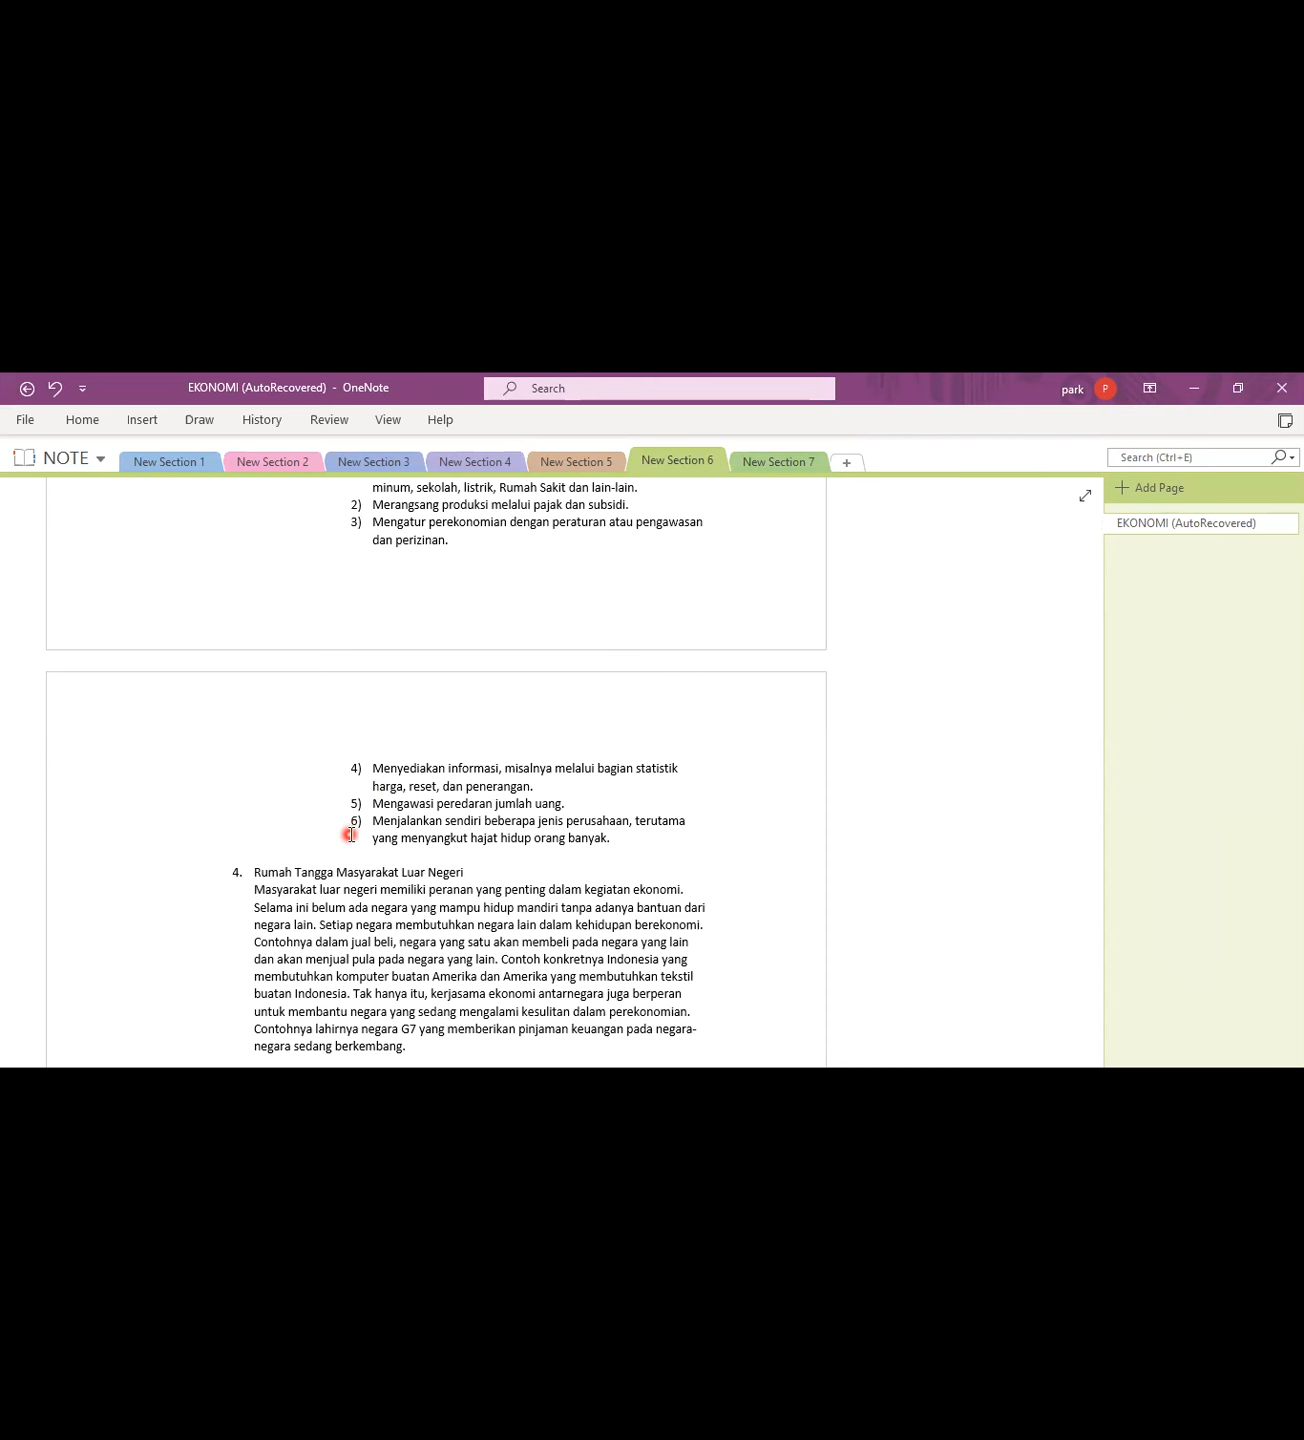 EKONOMI (AutoRecovered) - OneNote
Search
park
P
File Home Insert Draw History Review View Help
NOTE
New Section 1 New Section 2 New Section 3 New Section 4 New Section 5 New Section 6 New Section 7 +
Search (Ctrl+E)
Add Page
EKONOMI (AutoRecovered)
minum, sekolah, listrik, Rumah Sakit dan lain-lain.
2) Merangsang produksi melalui pajak dan subsidi.
3) Mengatur perekonomian dengan peraturan atau pengawasan
dan perizinan.
4) Menyediakan informasi, misalnya melalui bagian statistik
harga, reset, dan penerangan.
5) Mengawasi peredaran jumlah uang.
6) Menjalankan sendiri beberapa jenis perusahaan, terutama
yang menyangkut hajat hidup orang banyak.
4. Rumah Tangga Masyarakat Luar Negeri
Masyarakat luar negeri memiliki peranan yang penting dalam kegiatan ekonomi.
Selama ini belum ada negara yang mampu hidup mandiri tanpa adanya bantuan dari
negara lain. Setiap negara membutuhkan negara lain dalam kehidupan berekonomi.
Contohnya dalam jual beli, negara yang satu akan membeli pada negara yang lain
dan akan menjual pula pada negara yang lain. Contoh konkretnya Indonesia yang
membutuhkan komputer buatan Amerika dan Amerika yang membutuhkan tekstil
buatan Indonesia. Tak hanya itu, kerjasama ekonomi antarnegara juga berperan
untuk membantu negara yang sedang mengalami kesulitan dalam perekonomian.
Contohnya lahirnya negara G7 yang memberikan pinjaman keuangan pada negara-
negara sedang berkembang.